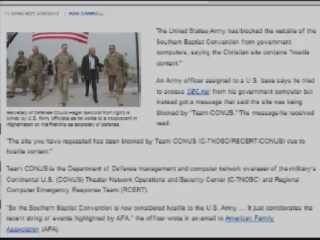 The United States Army has blocked the website of the
Southern Baptist Convention from government
computers, saying the Christian site contains "hostile
content."
An Army officer assigned to a U.S. base says he tried
to access SBC.net from his government computer but
instead got a message that said the site was being
blocked by "Team CONUS." The message he received
read:
Secretary of Defense Chuck Hagel
"The site you have requested has been blocked by Team CONUS (C-TNOSC/RCERT-CONUS) due to
hostile content."
Team CONUS is the Department of Defense management and computer network overseer of the military's
Continental U.S. (CONUS) Theater Network Operations and Security Center (C-TNOSC) and Regional
Computer Emergency Response Team (RCERT).
"So the Southern Baptist Convention is now considered hostile to the U.S. Army ... It just corroborates the
recent string of events highlighted by AFA," the officer wrote in an email to American Family
Association (AFA)